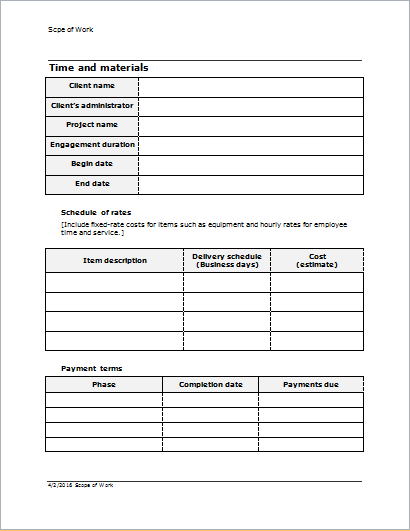 Scpe of Work
Time and materials
Client name
Client's administrator
Project name
Engagement duration
Begin date
End date
Schedule of rates
[Include fixed-rate costs for items such as equipment and hourly rates for employee
time and service.]
Item description
Delivery schedule
(Business days)
Cost
(estimate)
Payment terms
Phase
Completion date
Payments due
4/2/2016 Scope of Work